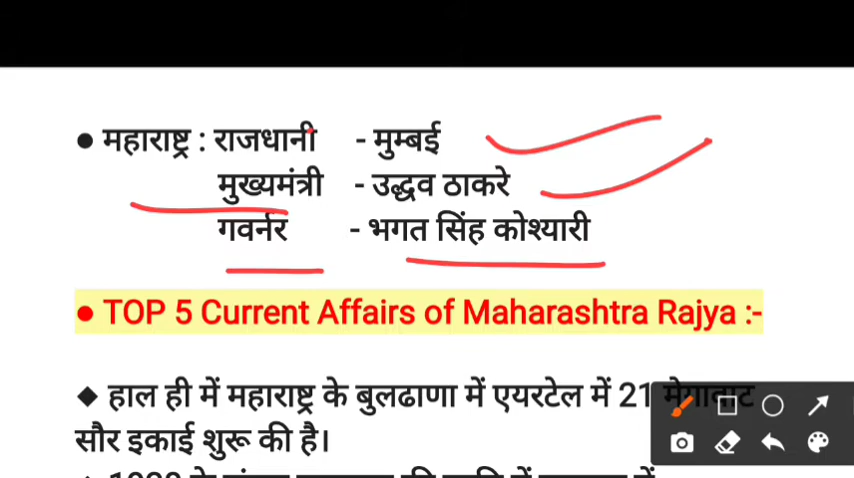 ● महाराष्ट्र : राजधानी - मुम्बई
मुख्यमंत्री - उद्धव ठाकरे
गवर्नर - भगत सिंह कोश्यारी
● TOP 5 Current Affairs of Maharashtra Rajya :-
◆ हाल ही में महाराष्ट्र के बुलढाणा में एयरटेल में 21 मेगावाट
सौर इकाई शुरू की है।